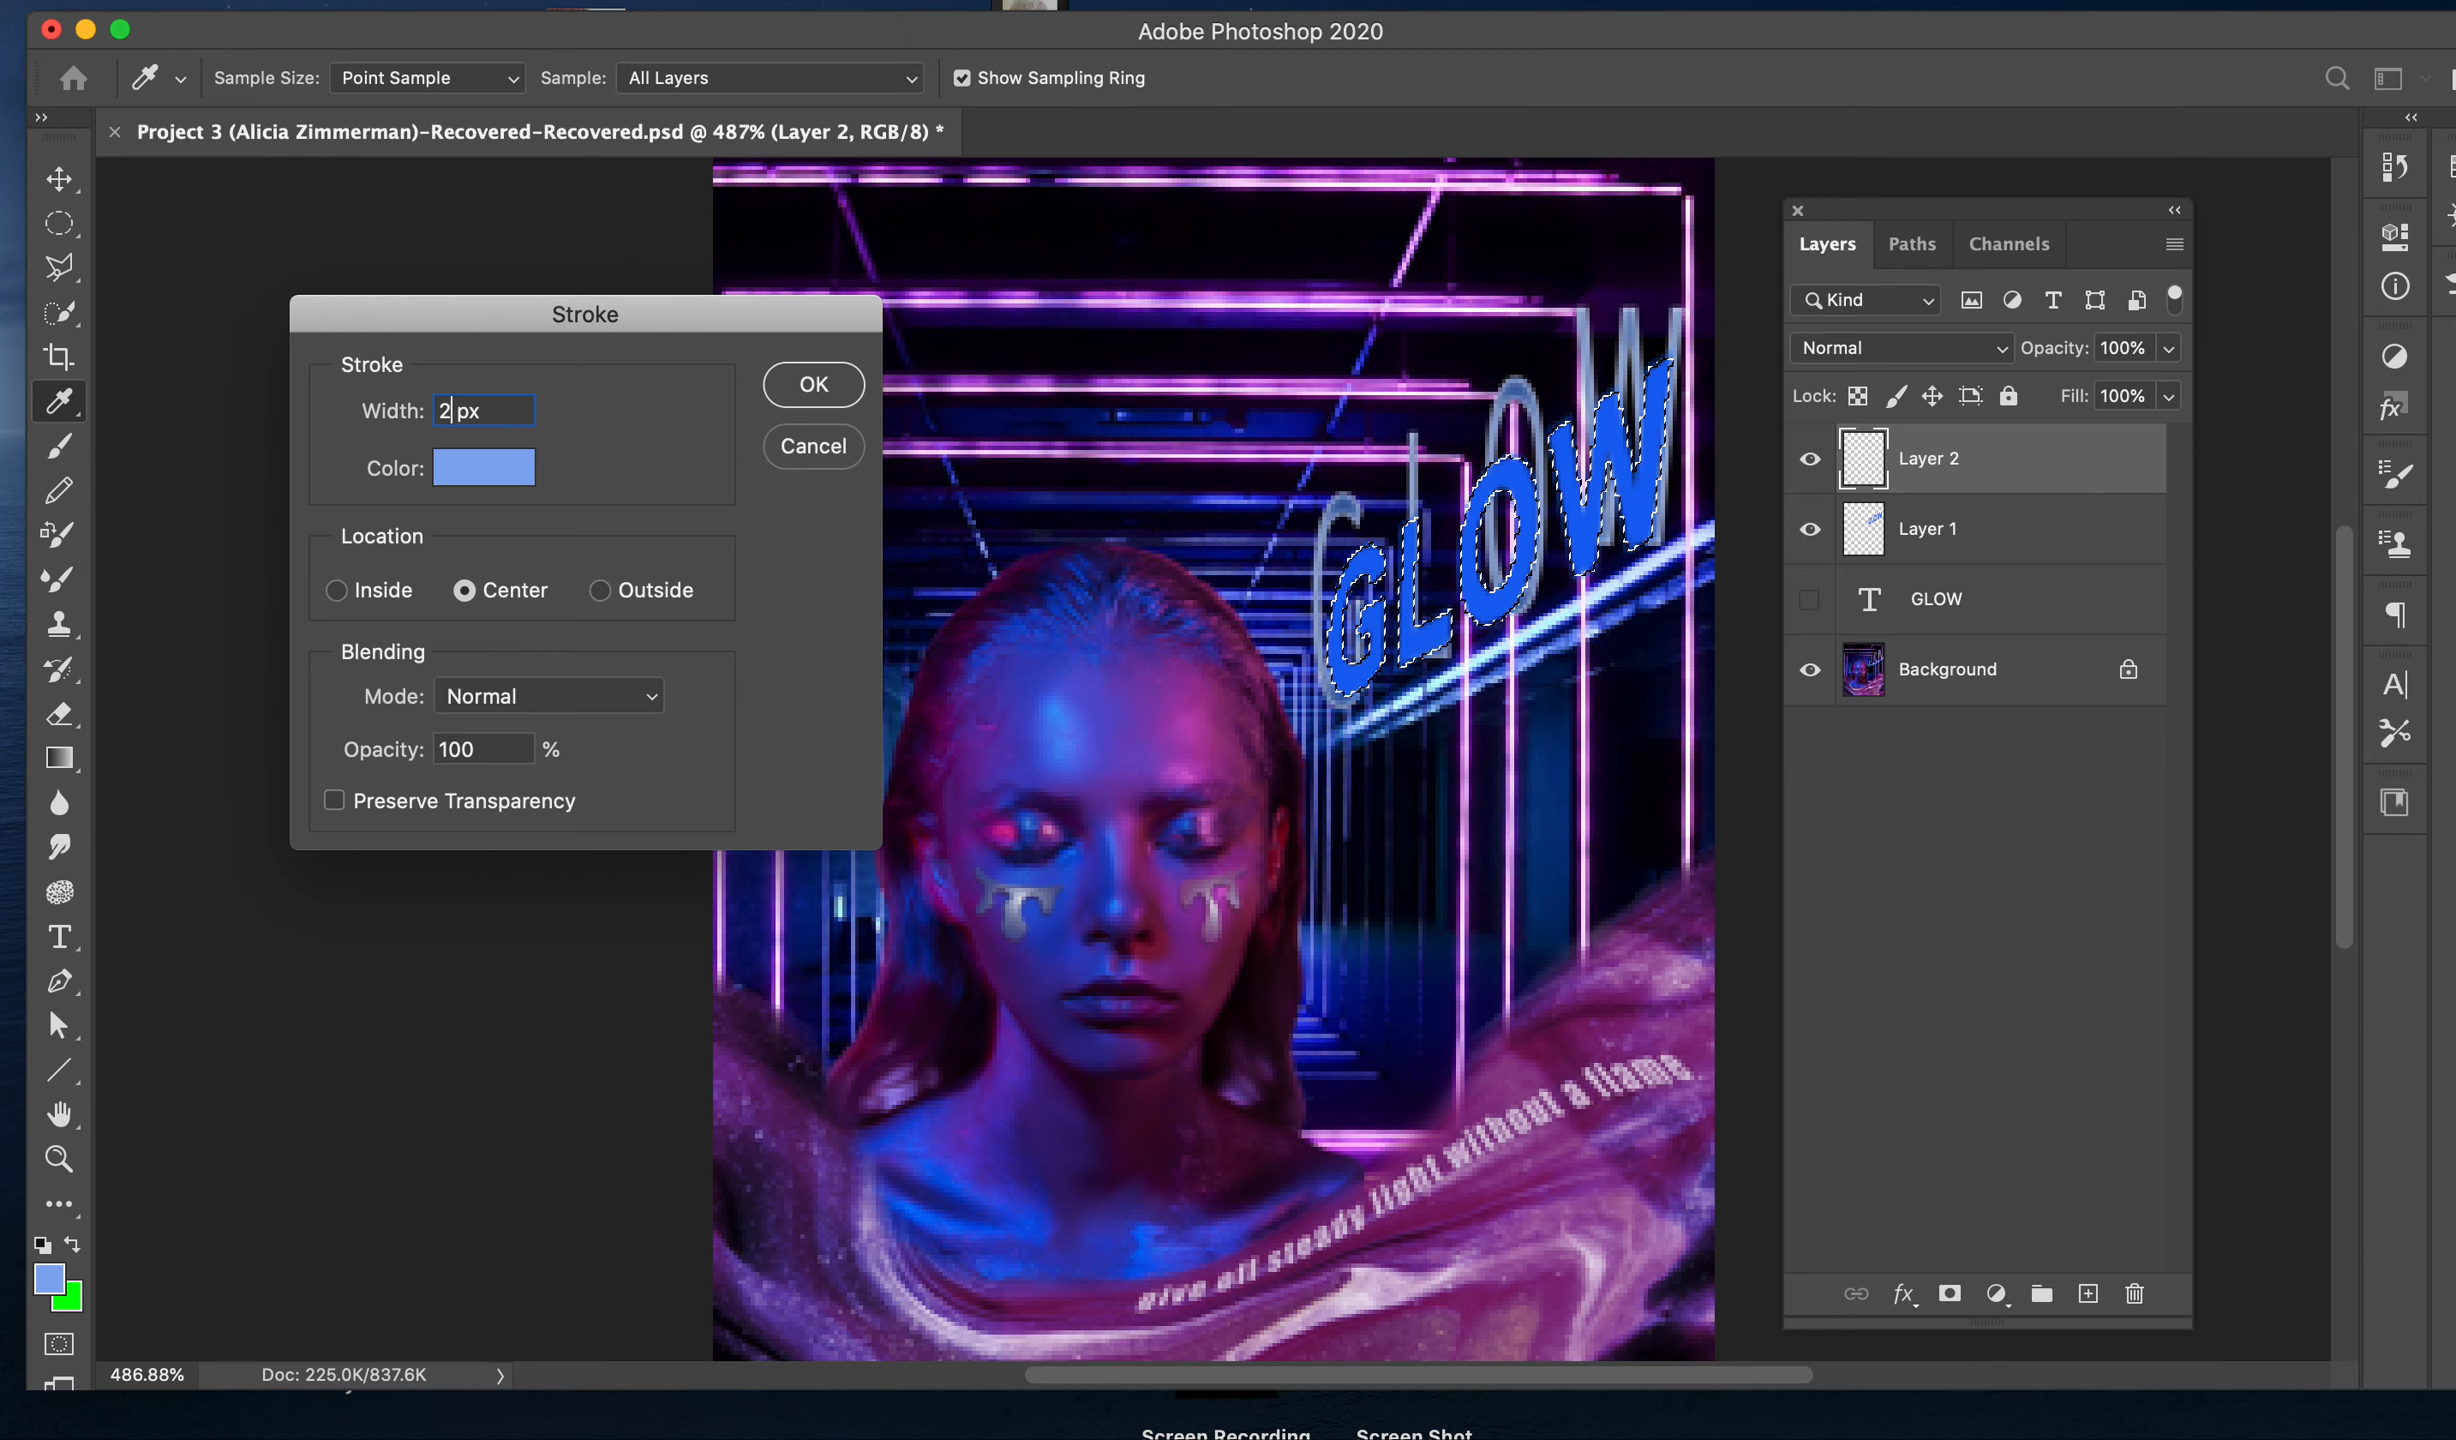 Adobe Photoshop 2020
Sample Size: Point Sample Sample: All Layers Show Sampling Ring
Project 3 (Alicia Zimmerman)-Recovered-Recovered.psd @ 487% (Layer 2, RGB/8) *
Stroke
Stroke
Width: 2 px
Color:
OK
Cancel
Location
Inside Center Outside
Blending
Mode: Normal
Opacity: 100 %
Preserve Transparency
GLOW
GLOW
give off steady light without a flame
Layers Paths Channels
Kind
Normal Opacity: 100%
Lock: Fill: 100%
Layer 2
Layer 1
GLOW
Background
486.88% Doc: 225.0K/837.6K
Screen Recording Screen Shot